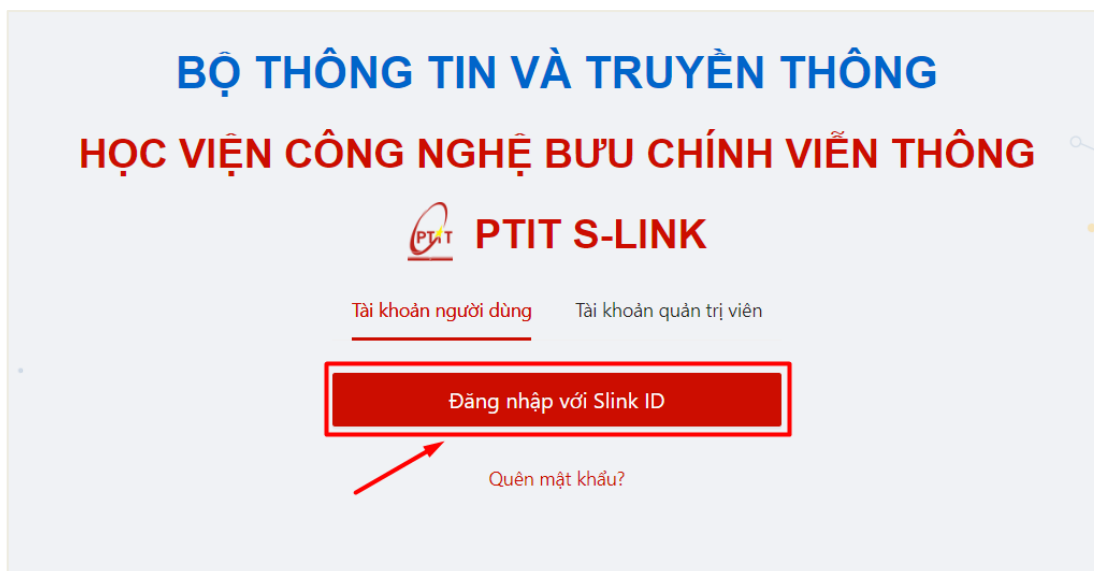 BỘ THÔNG TIN VÀ TRUYỀN THÔNG
HỌC VIỆN CÔNG NGHỆ BƯU CHÍNH VIỄN THÔNG
PTIT PTIT S-LINK
Tài khoản người dùng Tài khoản quản trị viên
Đăng nhập với Slink ID
Quên mật khẩu?